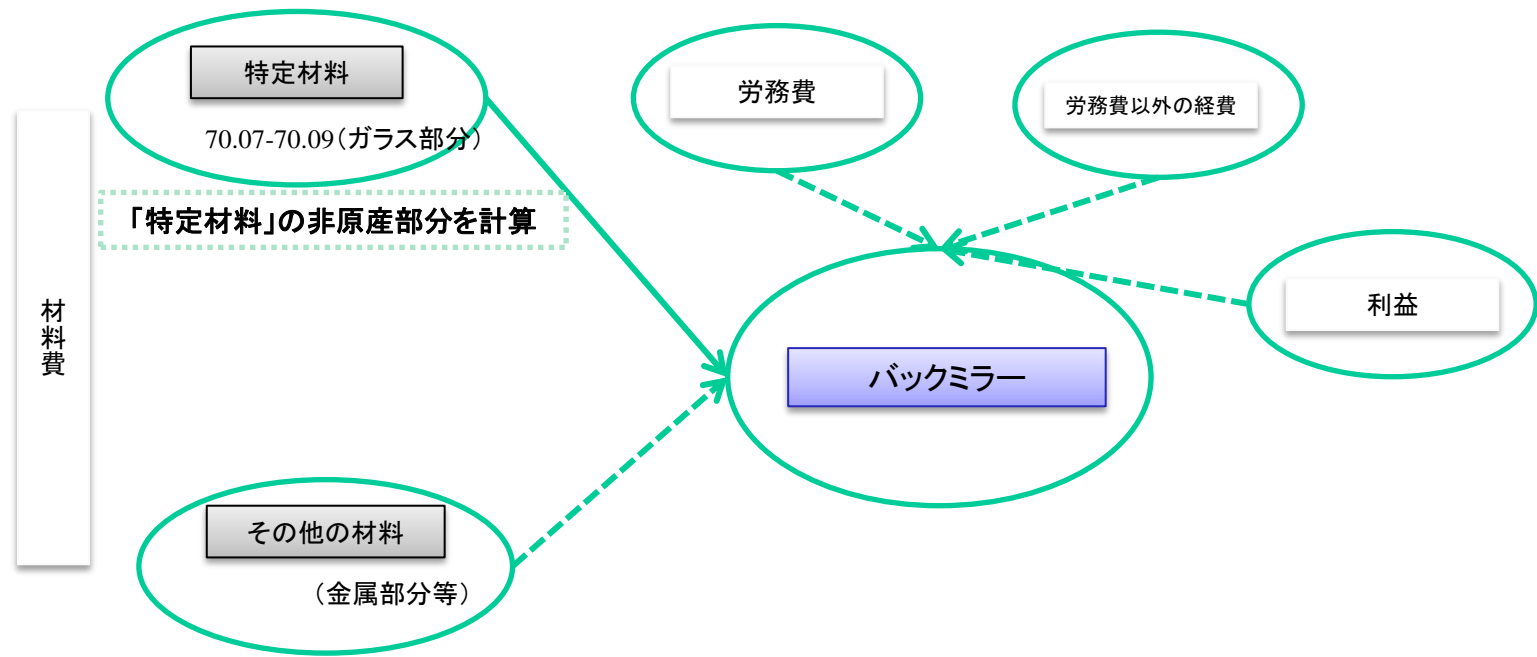 特定材料
70.07-70.09(ガラス部分)
「特定材料」の非原産部分を計算
材料費
その他の材料
(金属部分等)
労務費
労務費以外の経費
利益
バックミラー